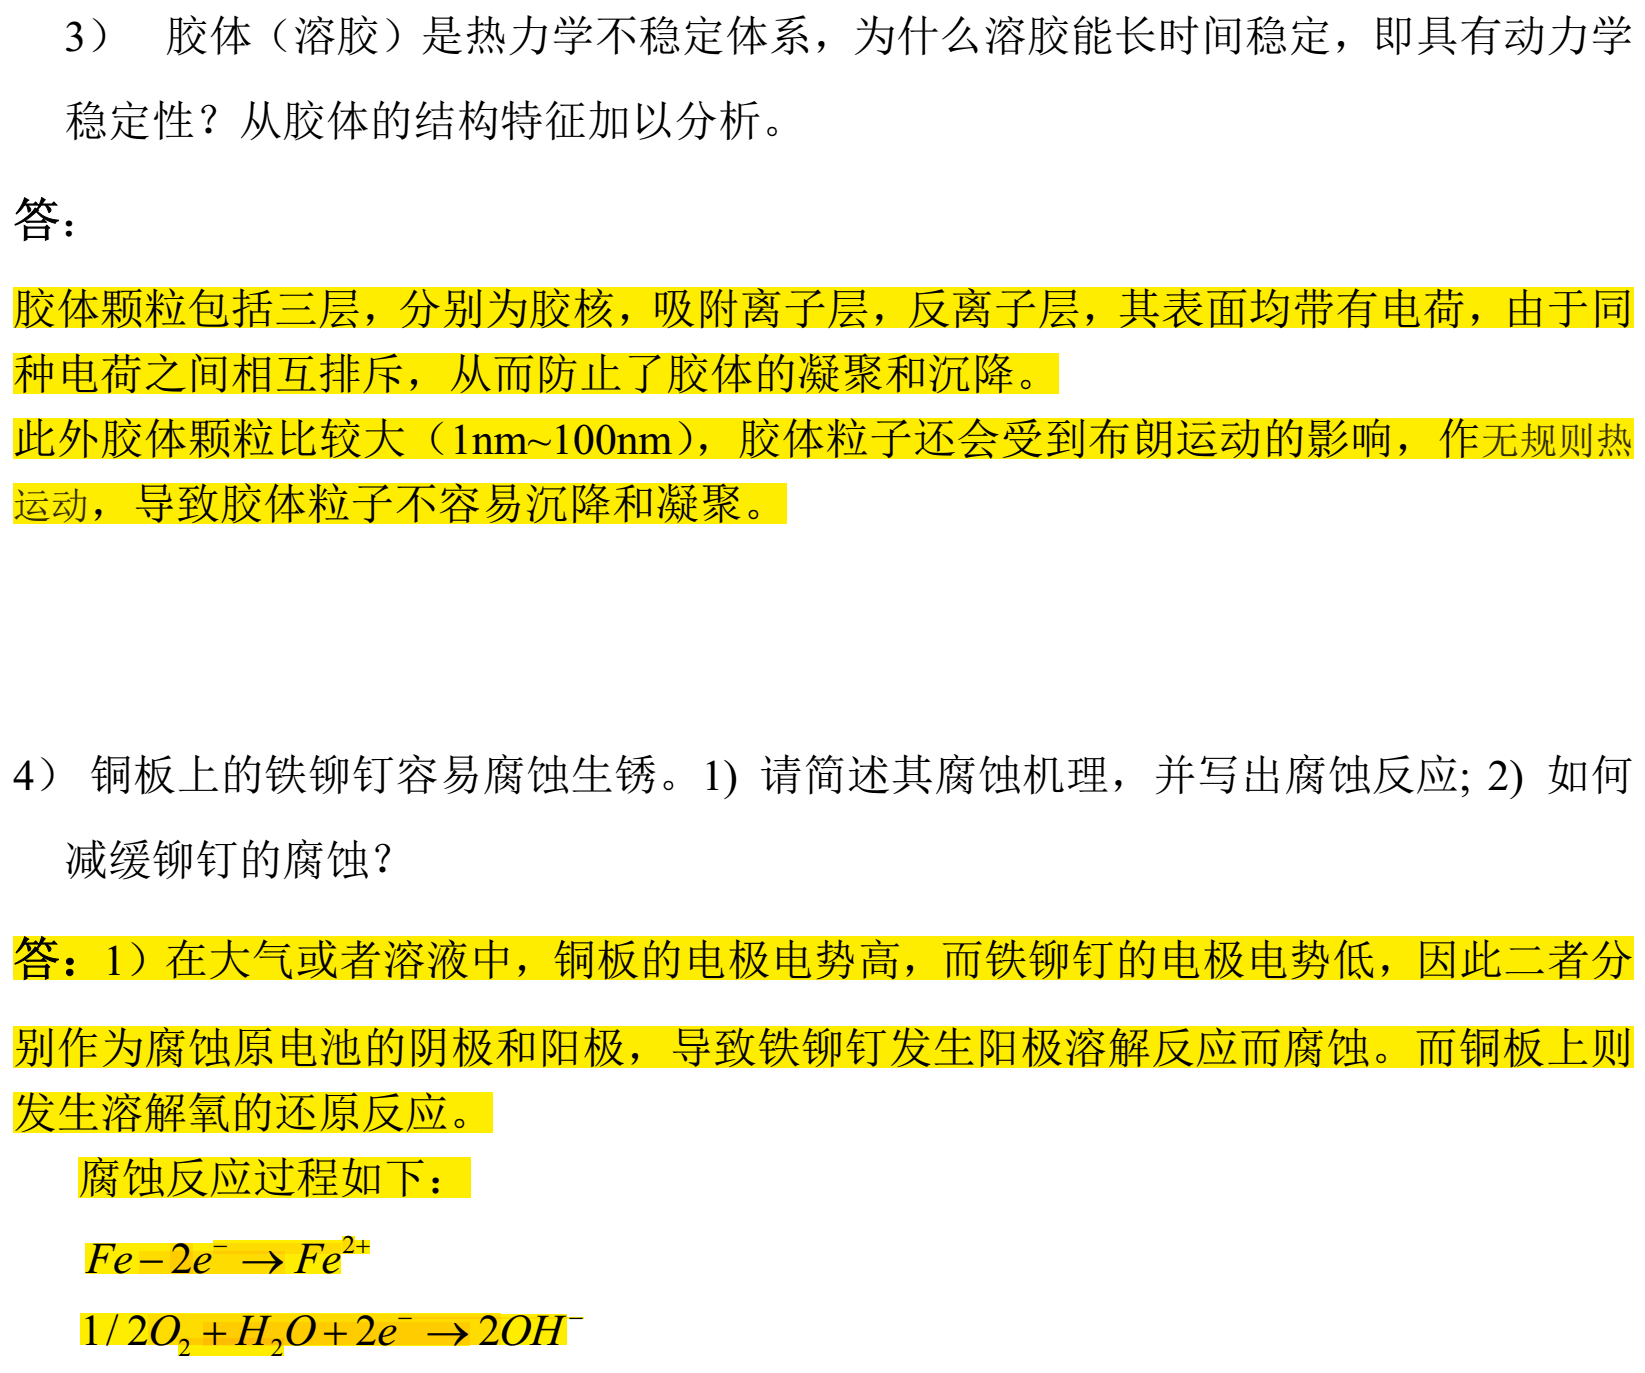 3） 胶体（溶胶）是热力学不稳定体系，为什么溶胶能长时间稳定，即具有动力学
稳定性？从胶体的结构特征加以分析。
答：
胶体颗粒包括三层，分别为胶核，吸附离子层，反离子层，其表面均带有电荷，由于同
种电荷之间相互排斥，从而防止了胶体的凝聚和沉降。
此外胶体颗粒比较大（1nm~100nm），胶体粒子还会受到布朗运动的影响，作无规则热
运动，导致胶体粒子不容易沉降和凝聚。
4） 铜板上的铁铆钉容易腐蚀生锈。1) 请简述其腐蚀机理，并写出腐蚀反应; 2) 如何
减缓铆钉的腐蚀？
答：1）在大气或者溶液中，铜板的电极电势高，而铁铆钉的电极电势低，因此二者分
别作为腐蚀原电池的阴极和阳极，导致铁铆钉发生阳极溶解反应而腐蚀。而铜板上则
发生溶解氧的还原反应。
腐蚀反应过程如下：
Fe − 2e⁻ → Fe²⁺
1/2O₂ + H₂O + 2e⁻ → 2OH⁻